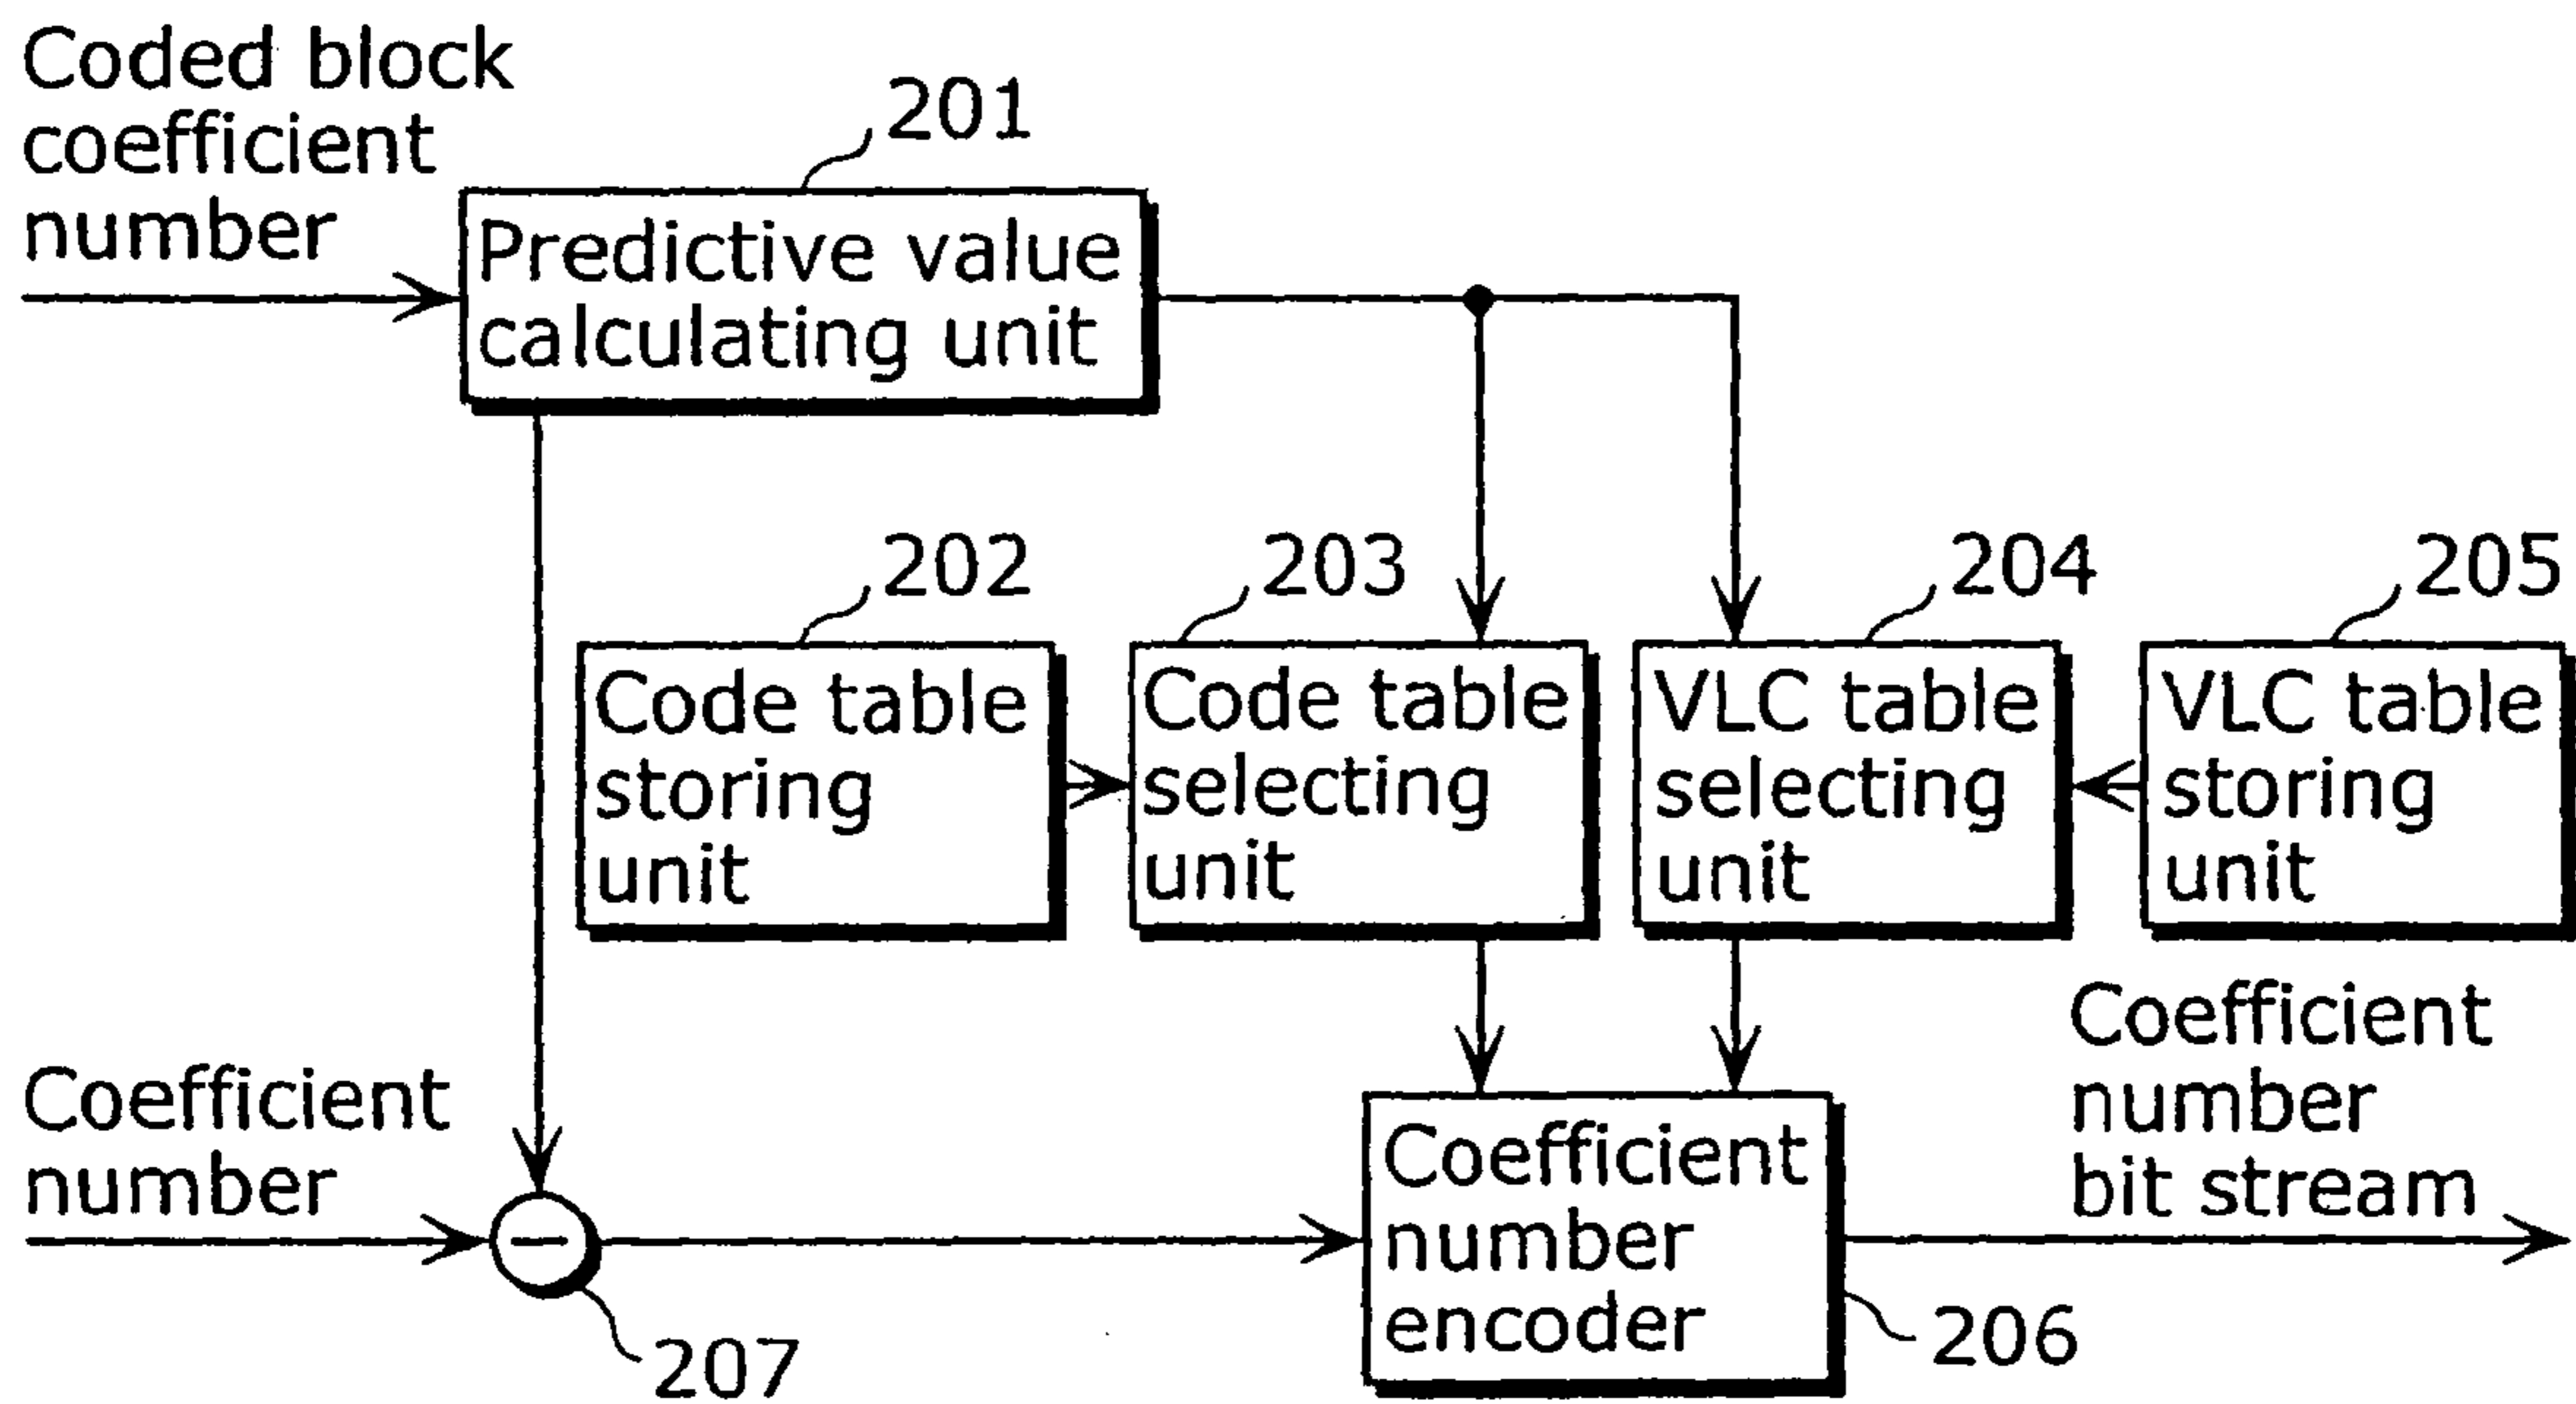 Coded block
coefficient
number
201
Predictive value
calculating unit
202
203
204
205
Code table
storing
unit
Code table
selecting
unit
VLC table
selecting
unit
VLC table
storing
unit
Coefficient
number
207
Coefficient
number
encoder
206
Coefficient
number
bit stream